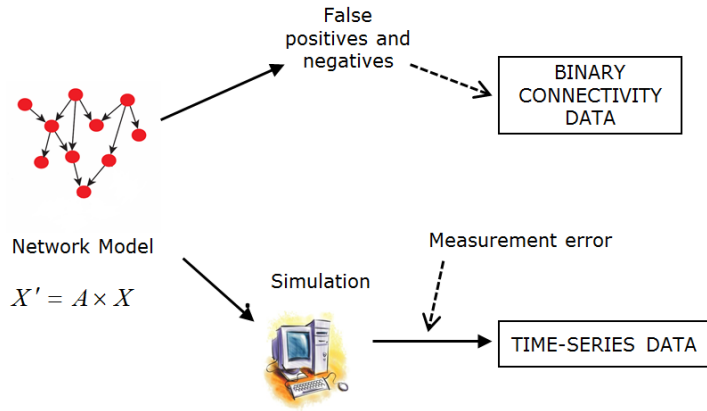 False
positives and
negatives
BINARY
CONNECTIVITY
DATA
Network Model
X' = A × X
Simulation
Measurement error
TIME-SERIES DATA